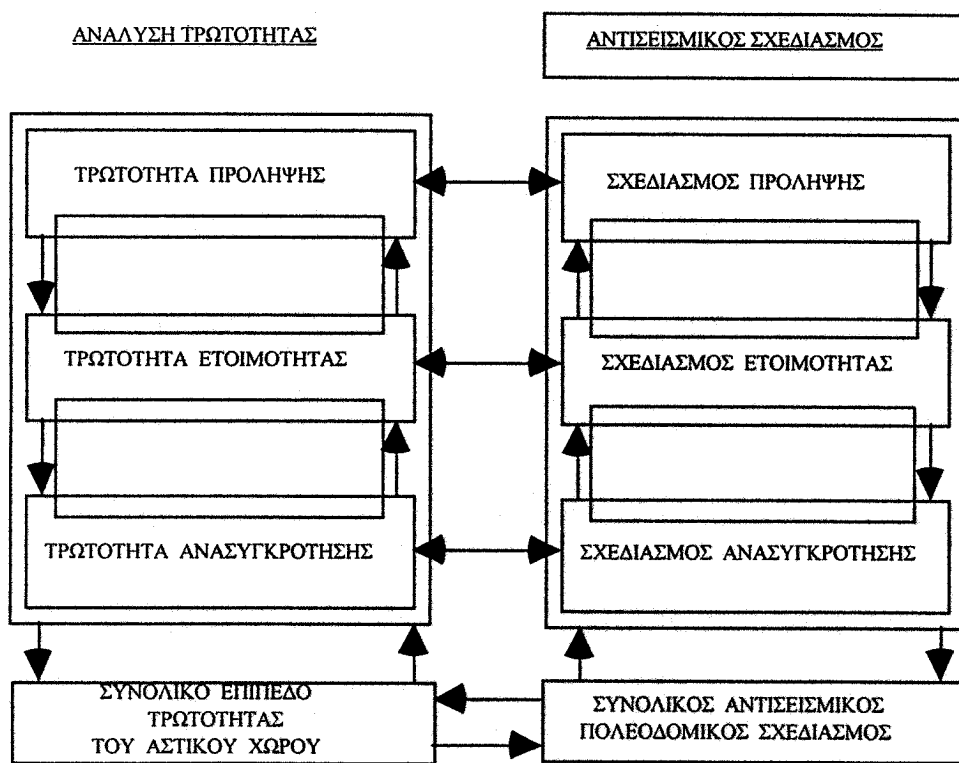 ΑΝΑΛΥΣΗ ΤΡΩΤΟΤΗΤΑΣ
ΑΝΤΙΣΕΙΣΜΙΚΟΣ ΣΧΕΔΙΑΣΜΟΣ
ΤΡΩΤΟΤΗΤΑ ΠΡΟΛΗΨΗΣ
ΣΧΕΔΙΑΣΜΟΣ ΠΡΟΛΗΨΗΣ
ΤΡΩΤΟΤΗΤΑ ΕΤΟΙΜΟΤΗΤΑΣ
ΣΧΕΔΙΑΣΜΟΣ ΕΤΟΙΜΟΤΗΤΑΣ
ΤΡΩΤΟΤΗΤΑ ΑΝΑΣΥΓΚΡΟΤΗΣΗΣ
ΣΧΕΔΙΑΣΜΟΣ ΑΝΑΣΥΓΚΡΟΤΗΣΗΣ
ΣΥΝΟΛΙΚΟ ΕΠΙΠΕΔΟ
ΤΡΩΤΟΤΗΤΑΣ
ΤΟΥ ΑΣΤΙΚΟΥ ΧΩΡΟΥ
ΣΥΝΟΛΙΚΟΣ ΑΝΤΙΣΕΙΣΜΙΚΟΣ
ΠΟΛΕΟΔΟΜΙΚΟΣ ΣΧΕΔΙΑΣΜΟΣ